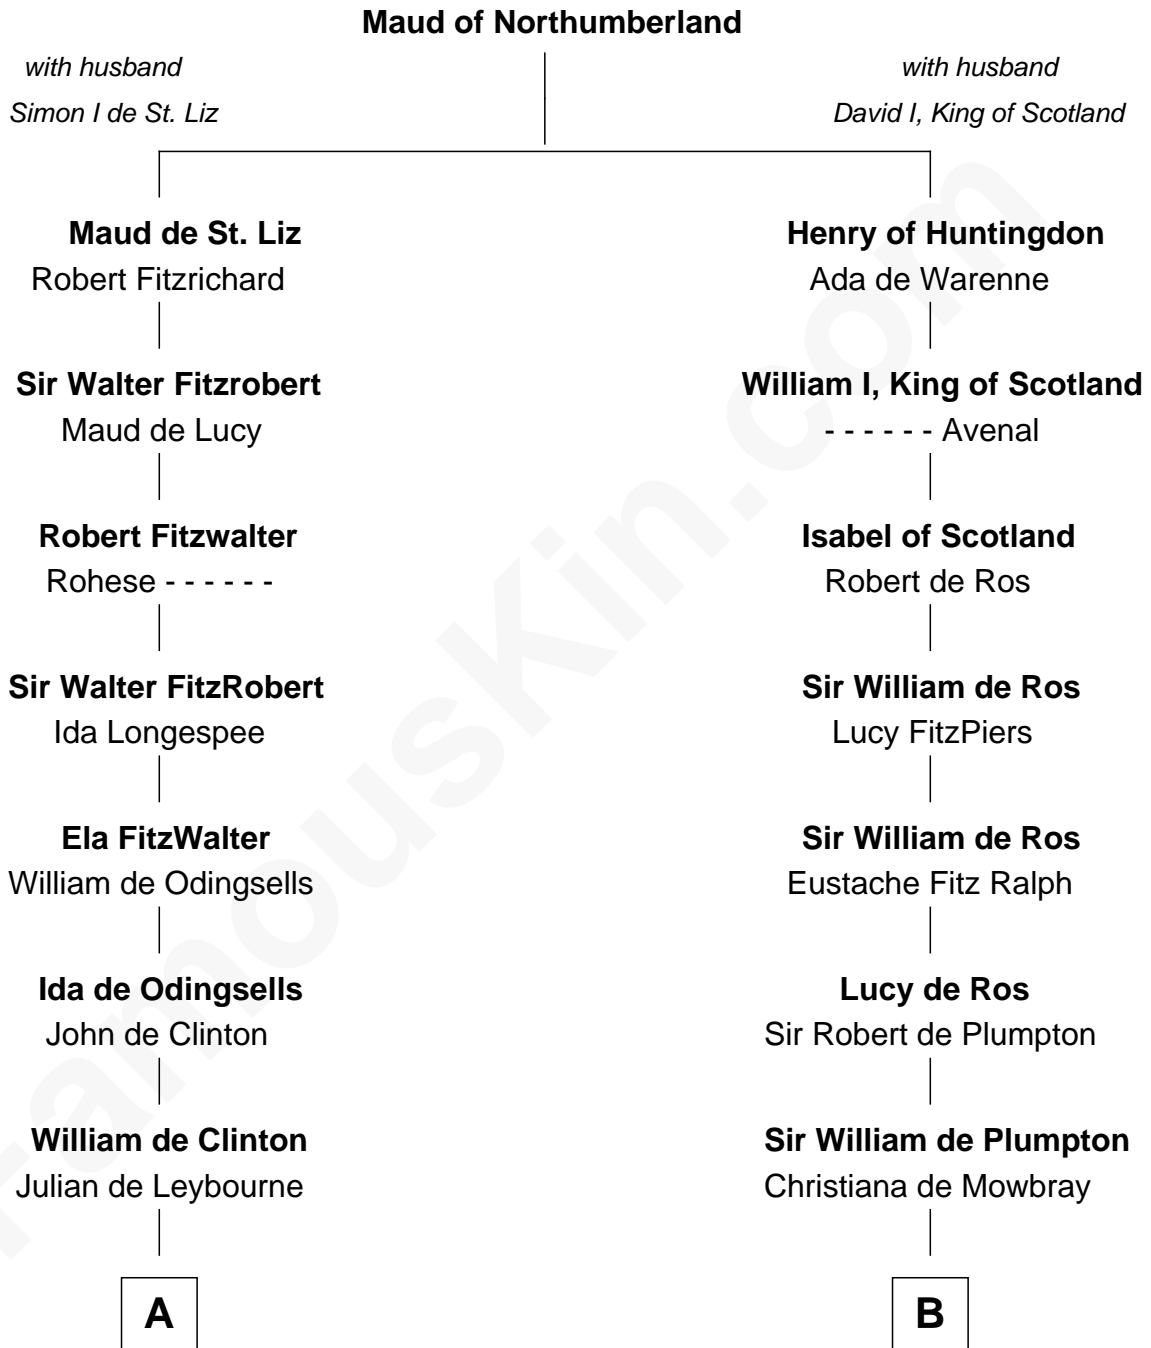 Maud of Northumberland
with husband
Simon I de St. Liz
with husband
David I, King of Scotland
Maud de St. Liz
Robert Fitzrichard
Henry of Huntingdon
Ada de Warenne
Sir Walter Fitzrobert
Maud de Lucy
William I, King of Scotland
- - - - - - Avenal
Robert Fitzwalter
Rohese - - - - - -
Isabel of Scotland
Robert de Ros
Sir Walter FitzRobert
Ida Longespee
Sir William de Ros
Lucy FitzPiers
Ela FitzWalter
William de Odingsells
Sir William de Ros
Eustache Fitz Ralph
Ida de Odingsells
John de Clinton
Lucy de Ros
Sir Robert de Plumpton
William de Clinton
Julian de Leybourne
Sir William de Plumpton
Christiana de Mowbray
A
B
FamousKin.com